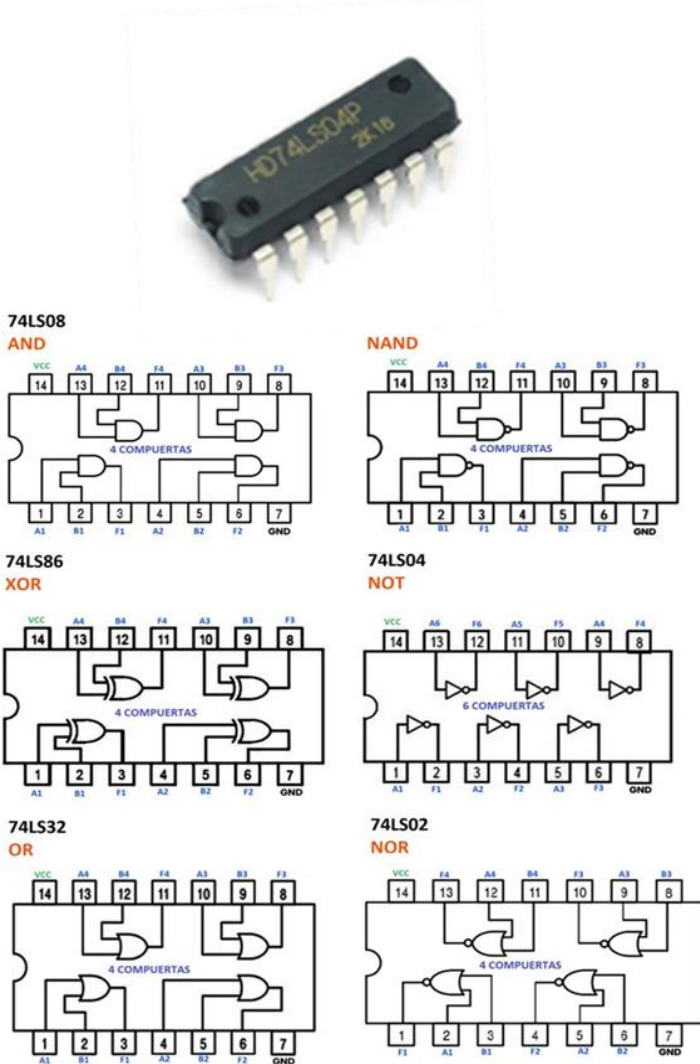 HD74LS04P
2K16
74LS08
AND
VCC A4 B4 F4 A3 B3 F3
14 13 12 11 10 9 8
4 COMPUERTAS
1 2 3 4 5 6 7
A1 B1 F1 A2 B2 F2 GND
NAND
VCC A4 B4 F4 A3 B3 F3
14 13 12 11 10 9 8
4 COMPUERTAS
1 2 3 4 5 6 7
A1 B1 F1 A2 B2 F2 GND
74LS86
XOR
VCC A4 B4 F4 A3 B3 F3
14 13 12 11 10 9 8
4 COMPUERTAS
1 2 3 4 5 6 7
A1 B1 F1 A2 B2 F2 GND
74LS04
NOT
VCC A6 F6 A5 F5 A4 F4
14 13 12 11 10 9 8
6 COMPUERTAS
1 2 3 4 5 6 7
A1 F1 A2 F2 A3 F3 GND
74LS32
OR
VCC A4 B4 F4 A3 B3 F3
14 13 12 11 10 9 8
4 COMPUERTAS
1 2 3 4 5 6 7
A1 B1 F1 A2 B2 F2 GND
74LS02
NOR
VCC F4 A4 B4 F3 A3 B3
14 13 12 11 10 9 8
4 COMPUERTAS
1 2 3 4 5 6 7
F1 A1 B1 F2 A2 B2 GND